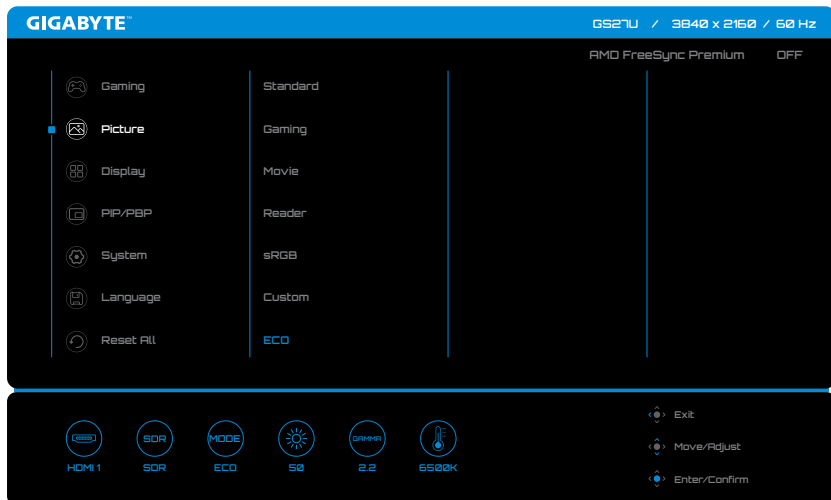 GIGABYTE™ GS27U / 3840 x 2160 / 60 Hz
AMD FreeSync Premium OFF
Gaming Standard
Picture Gaming
Display Movie
PIP/PBP Reader
System sRGB
Language Custom
Reset All ECO
SDR MODE GAMMA
HDMI 1 SDR ECO 50 2.2 6500K
Exit
Move/Adjust
Enter/Confirm